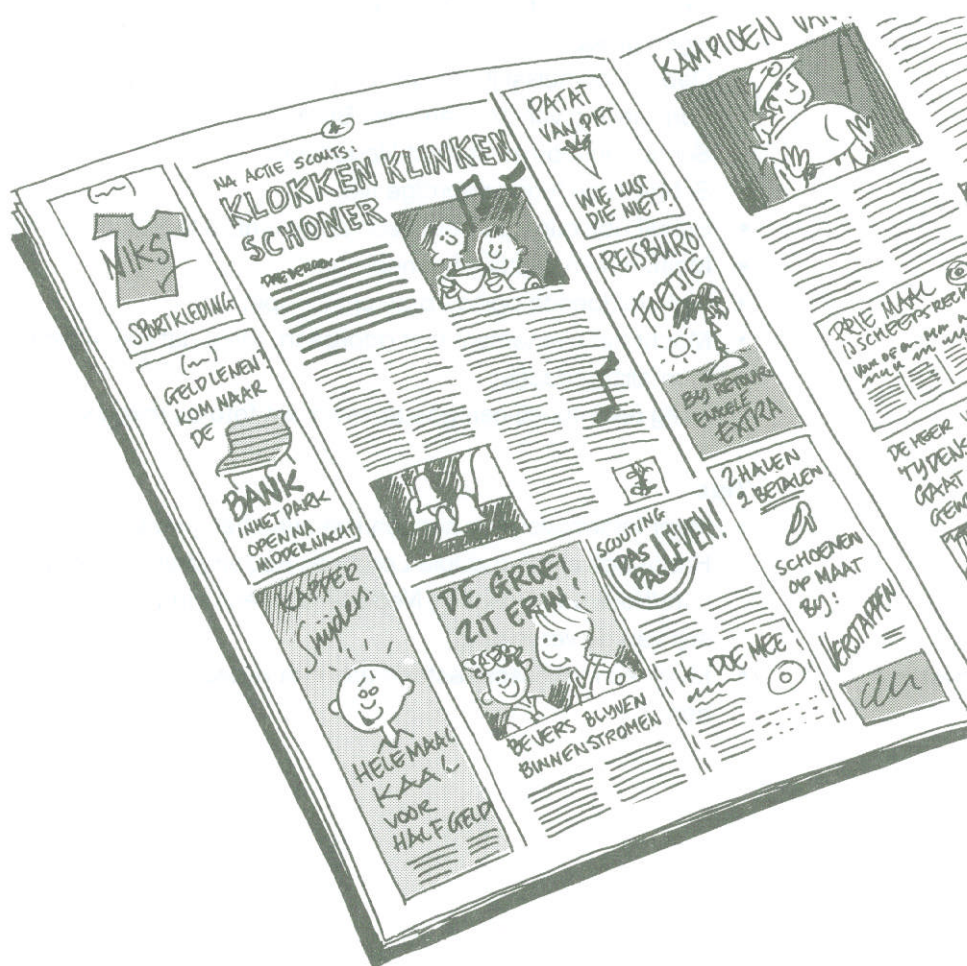 NIKS
SPORTKLEDING
GELD LENEN?
KOM NAAR
DE
BANK
IN HET PARK
OPEN NA
MIDDERNACHT
KAPPER
Snijders
HELEMAAL
KAAL
VOOR
HALF GELD!
NA ACTIE SCOUTS:
KLOKKEN KLINKEN
SCHONER
DE GROEI
ZIT ERIN!
BEVERS BLIJVEN
BINNENSTROMEN
SCOUTING
DAS
PAS LEVEN!
IK DOE MEE
PATAT
VAN PIET
WIE LUST
DIE NIET?
REISBURO
FOETSJE
BIJ RETOUR:
ENKELE
EXTRA
2 HALEN
2 BETALEN
SCHOENEN
OP MAAT
BIJ!
VERSTAPPEN
KAMPIOEN VAN
DRIE MAAL
DE HEER
TYDENS
GAAT